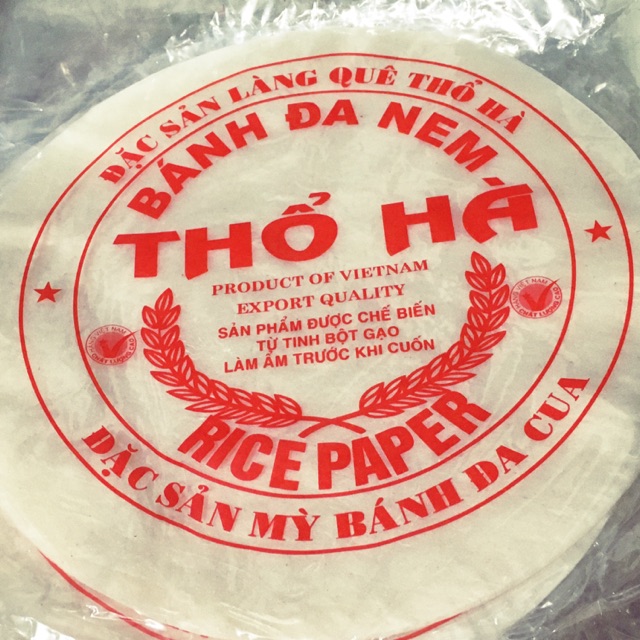 ĐẶC SẢN LÀNG QUÊ THỔ HÀ
BÁNH ĐA NEM
THỔ HÀ
PRODUCT OF VIETNAM
EXPORT QUALITY
SẢN PHẨM ĐƯỢC CHẾ BIẾN
TỪ TINH BỘT GẠO
LÀM ẨM TRƯỚC KHI CUỐN
RICE PAPER
ĐẶC SẢN MỲ BÁNH ĐA CUA